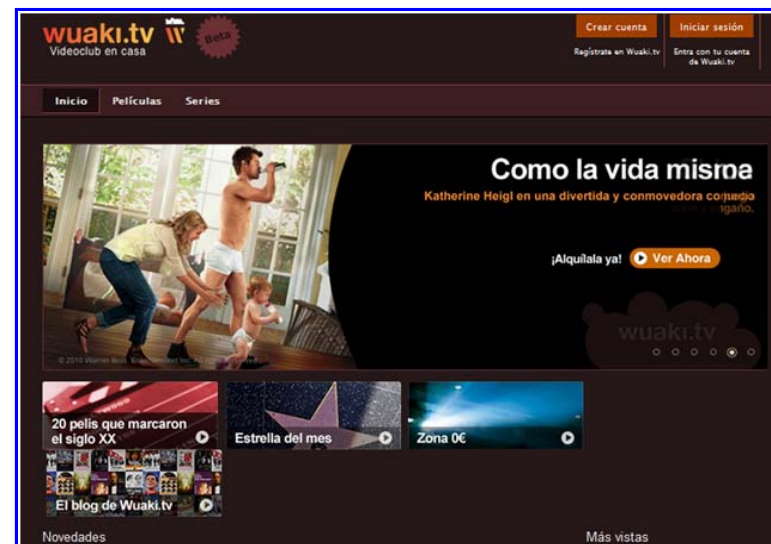 wuaki.tv
Beta
Videoclub en casa
Crear cuenta
Iniciar sesión
Regístrate en Wuaki.tv
Entra con tu cuenta
de Wuaki.tv
Inicio Películas Series
Como la vida misma
Katherine Heigl en una divertida y conmovedora comedia
¡Alquílala ya! Ver Ahora
wuaki.tv
20 pelis que marcaron
el siglo XX
Estrella del mes
Zona 0€
El blog de Wuaki.tv
Novedades
Más vistas